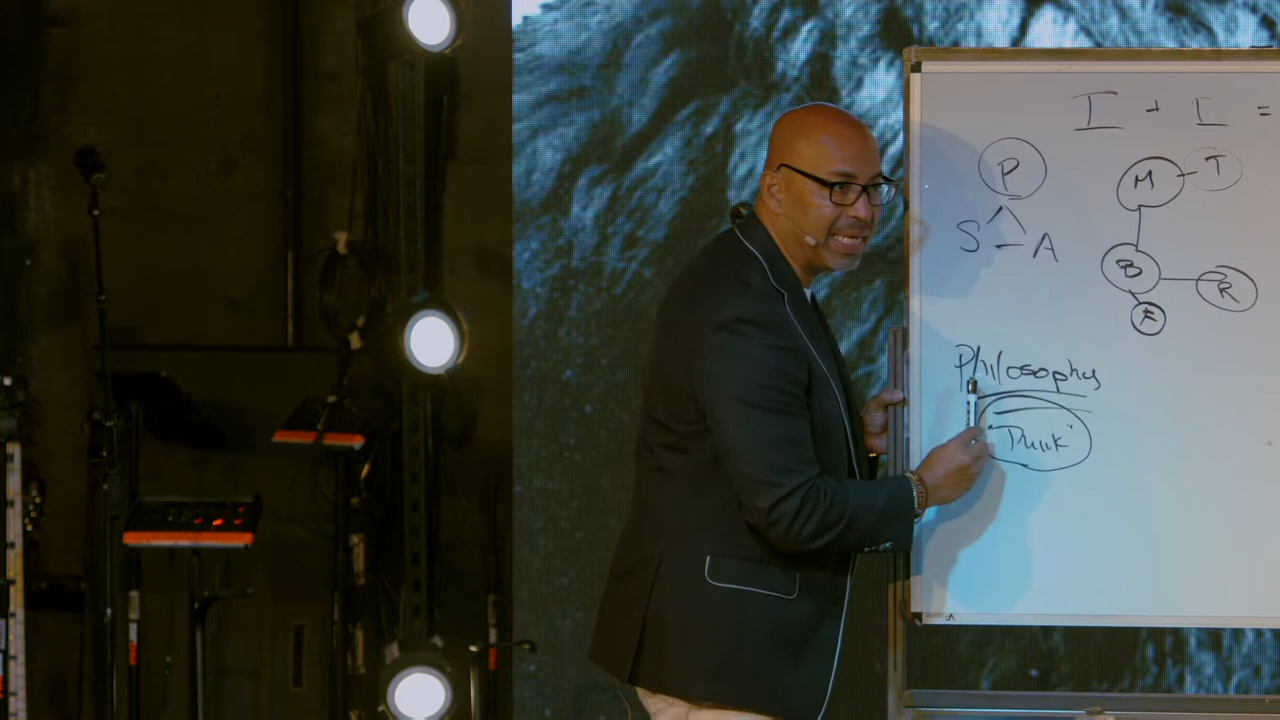 I + I =
P
M - T
S - A
B
R
F
Philosophy
"Think"